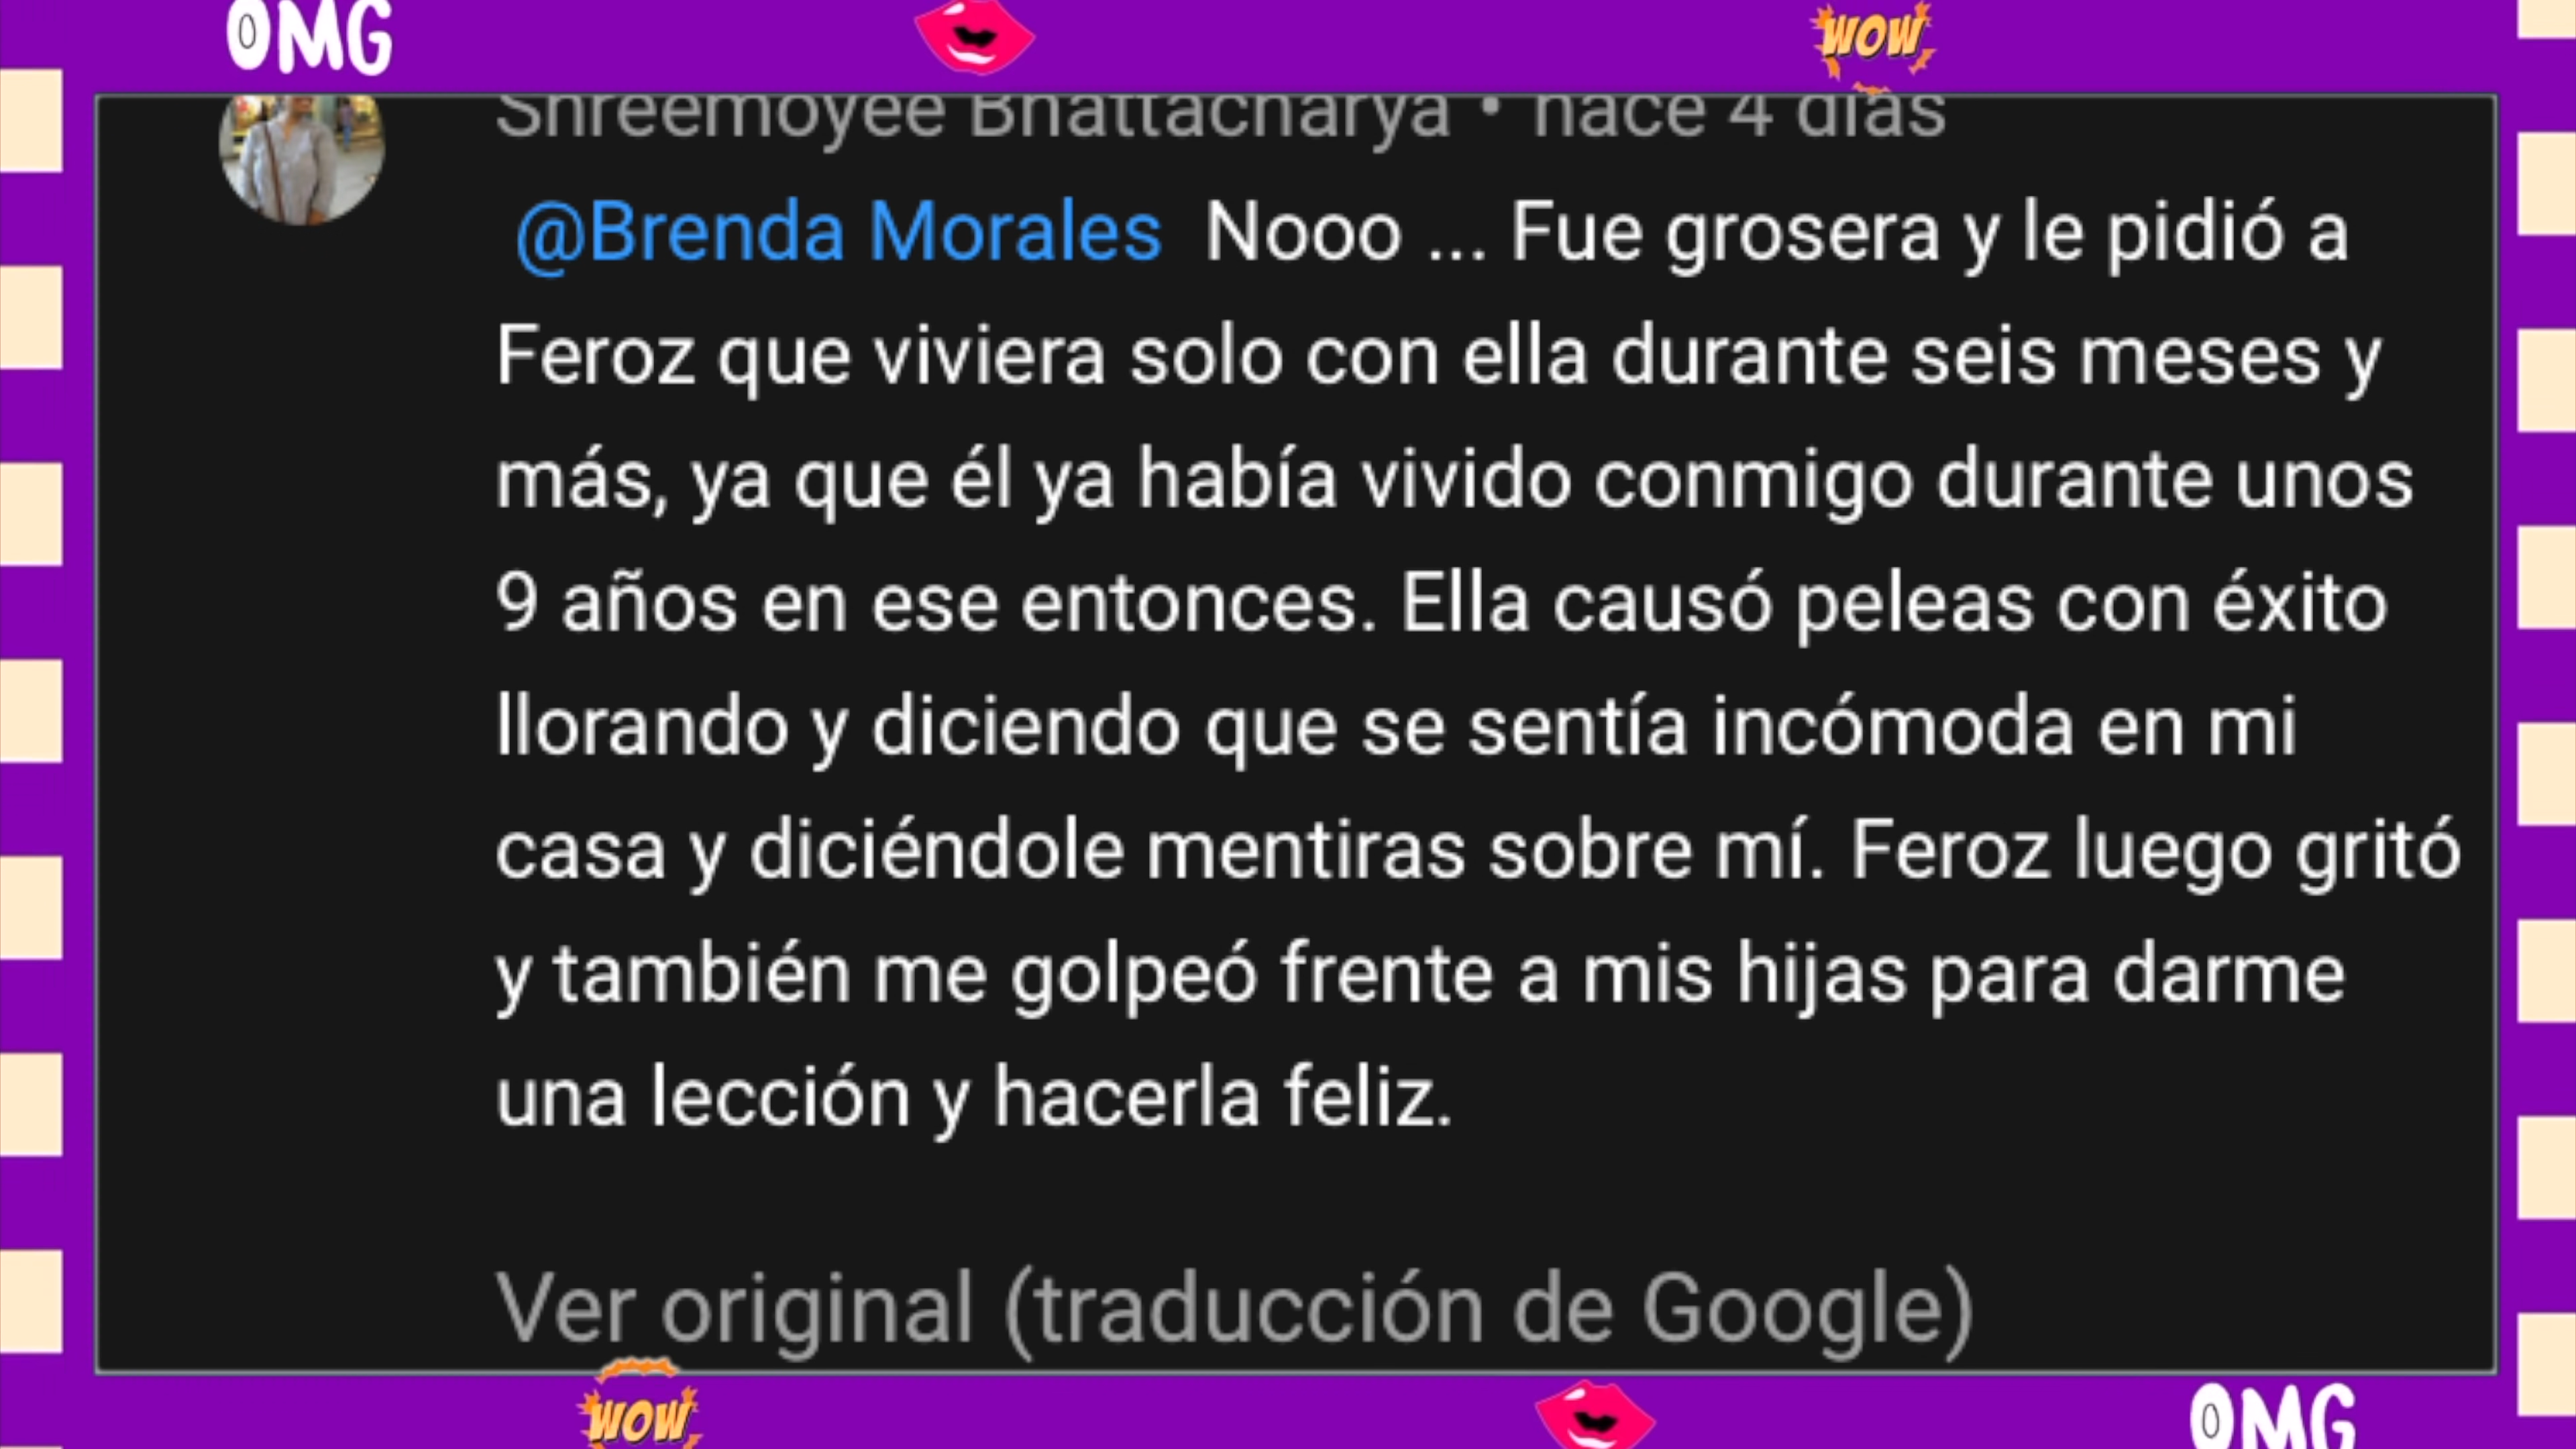 OMG
WOW
Shreemoyee Bhattacharya • hace 4 días
@Brenda Morales Nooo ... Fue grosera y le pidió a
Feroz que viviera solo con ella durante seis meses y
más, ya que él ya había vivido conmigo durante unos
9 años en ese entonces. Ella causó peleas con éxito
llorando y diciendo que se sentía incómoda en mi
casa y diciéndole mentiras sobre mí. Feroz luego gritó
y también me golpeó frente a mis hijas para darme
una lección y hacerla feliz.
Ver original (traducción de Google)
WOW
OMG